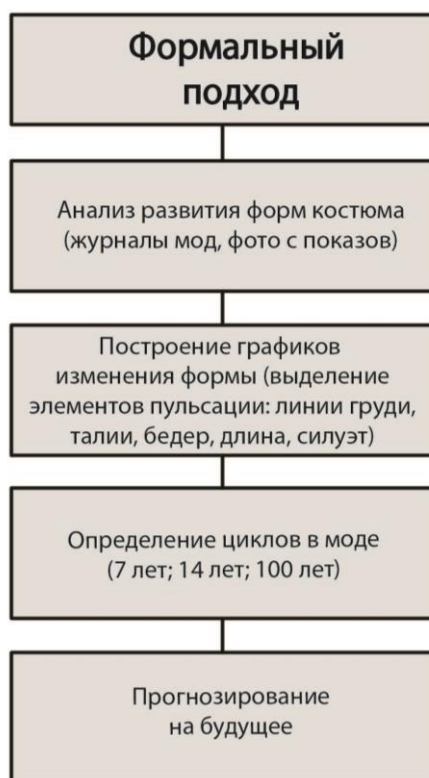 Формальный
подход
Анализ развития форм костюма
(журналы мод, фото с показов)
Построение графиков
изменения формы (выделение
элементов пульсации: линии груди,
талии, бедер, длина, силуэт)
Определение циклов в моде
(7 лет; 14 лет; 100 лет)
Прогнозирование
на будущее